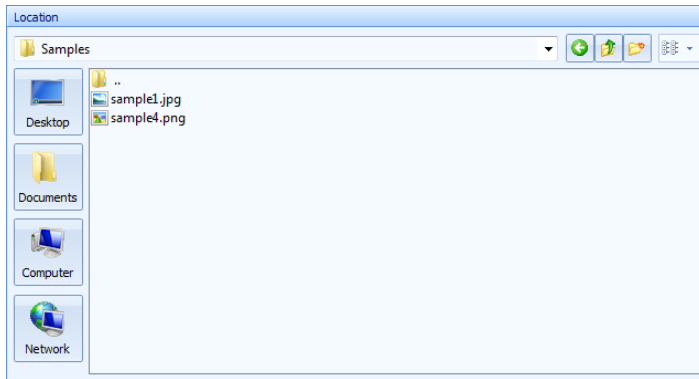 Location
Samples
..
sample1.jpg
sample4.png
Desktop
Documents
Computer
Network